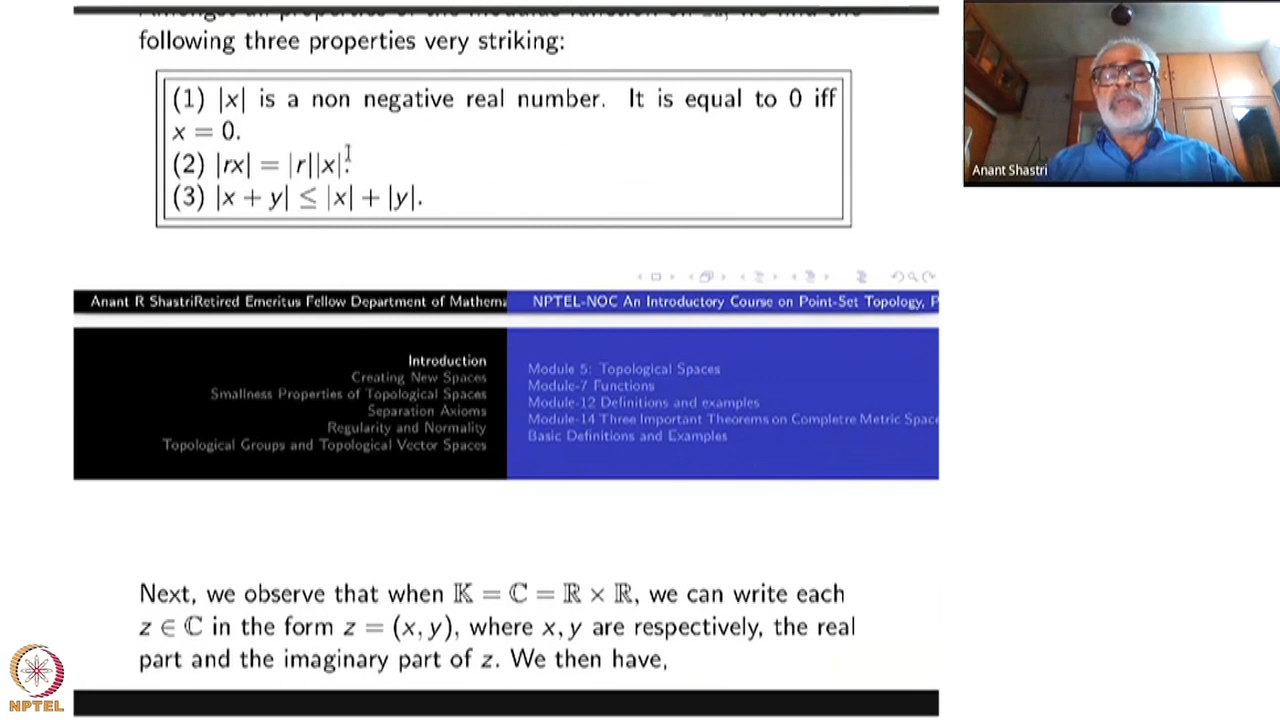 following three properties very striking:
(1) |x| is a non negative real number. It is equal to 0 iff
x = 0.
(2) |rx| = |r||x|.
(3) |x + y| ≤ |x| + |y|.
Anant Shastri
Anant R ShastriRetired Emeritus Fellow Department of Mathema
NPTEL-NOC An Introductory Course on Point-Set Topology, P
Introduction
Creating New Spaces
Smallness Properties of Topological Spaces
Separation Axioms
Regularity and Normality
Topological Groups and Topological Vector Spaces
Module 5: Topological Spaces
Module-7 Functions
Module-12 Definitions and examples
Module-14 Three Important Theorems on Completre Metric Space
Basic Definitions and Examples
Next, we observe that when 𝕂 = ℂ = ℝ × ℝ, we can write each
z ∈ ℂ in the form z = (x, y), where x, y are respectively, the real
part and the imaginary part of z. We then have,
NPTEL